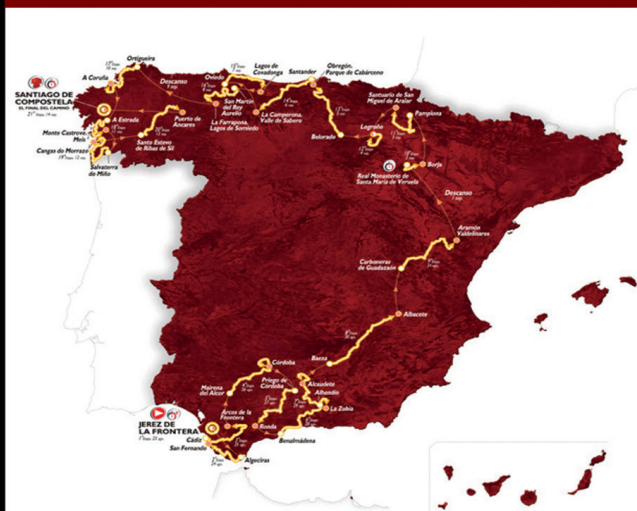 Ortigueira
A Coruña
Descanso
SANTIAGO DE
COMPOSTELA
EL FINAL DEL CAMINO
A Estrada
Monte Castrove,
Meis
Cangas do Morrazo
Salvaterra
de Miño
Puerto de
Ancares
Santo Estevo
de Ribas de Sil
Oviedo
Lagos de
Covadonga
San Martín
del Rey
Aurelio
La Farrapona,
Lagos de Somiedo
La Camperona,
Valle de Sabero
Santander
Obregón,
Parque de Cabárceno
Belorado
Santuario de San
Miguel de Aralar
Logroño
Pamplona
Borja
Real Monasterio de
Santa María de Veruela
Descanso
Aramón
Valdelinares
Carboneras
de Guadazaón
Albacete
Baeza
Córdoba
Mairena
del Alcor
Priego de
Córdoba
Alcaudete
Alhendín
La Zubia
Arcos de la
Frontera
Ronda
Benalmádena
JEREZ DE
LA FRONTERA
Cádiz
San Fernando
Algeciras